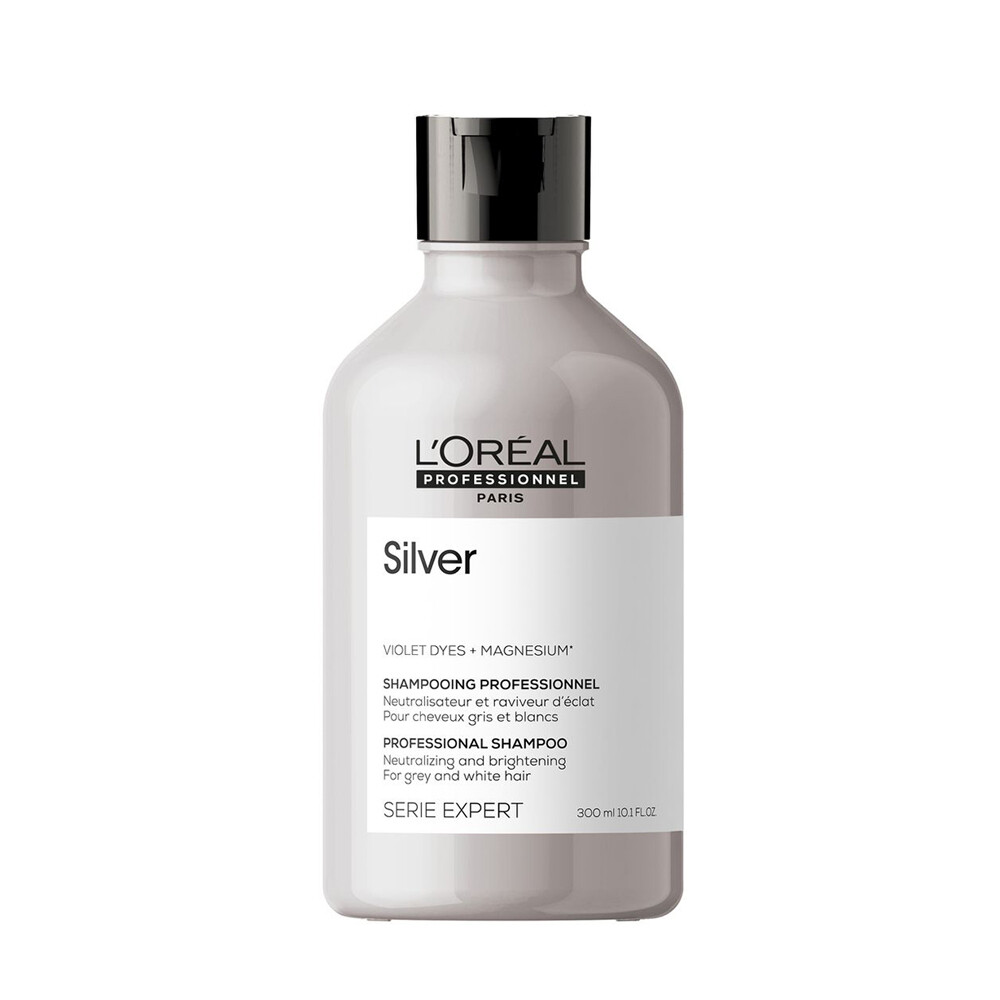 L'ORÉAL
PROFESSIONNEL
PARIS
Silver
VIOLET DYES + MAGNESIUM*
SHAMPOOING PROFESSIONNEL
Neutralisateur et raviveur d'éclat
Pour cheveux gris et blancs
PROFESSIONAL SHAMPOO
Neutralizing and brightening
For grey and white hair
SERIE EXPERT
300 ml 10.1 FL.OZ.